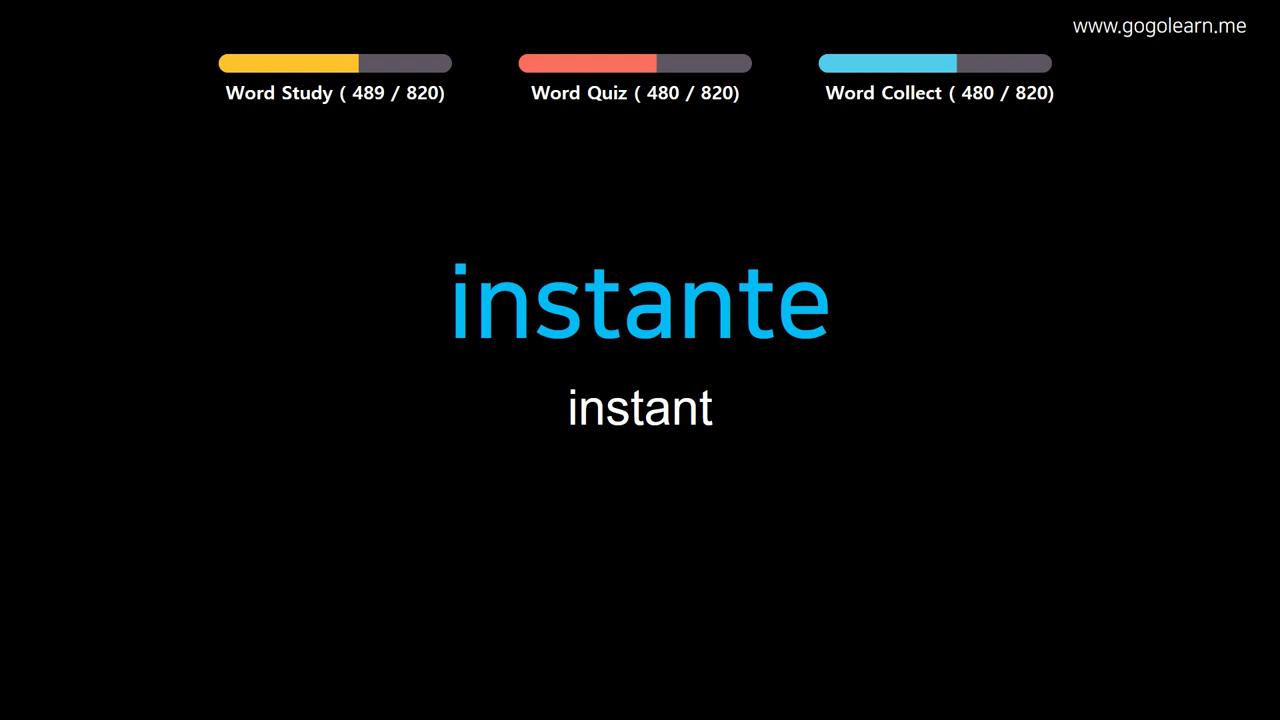 www.gogolearn.me
Word Study ( 489 / 820)
Word Quiz ( 480 / 820)
Word Collect ( 480 / 820)
instante
instant